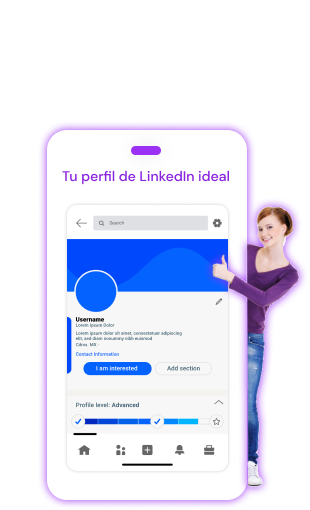 Tu perfil de LinkedIn ideal
Search
Username
Lorem Ipsum Dolor
Lorem ipsum dolor sit amet, consectetuer adipiscing
elit, sed diam nonummy nibh euismod
Cdmx, MX -
Contact Information
I am interested
Add section
Profile level: Advanced